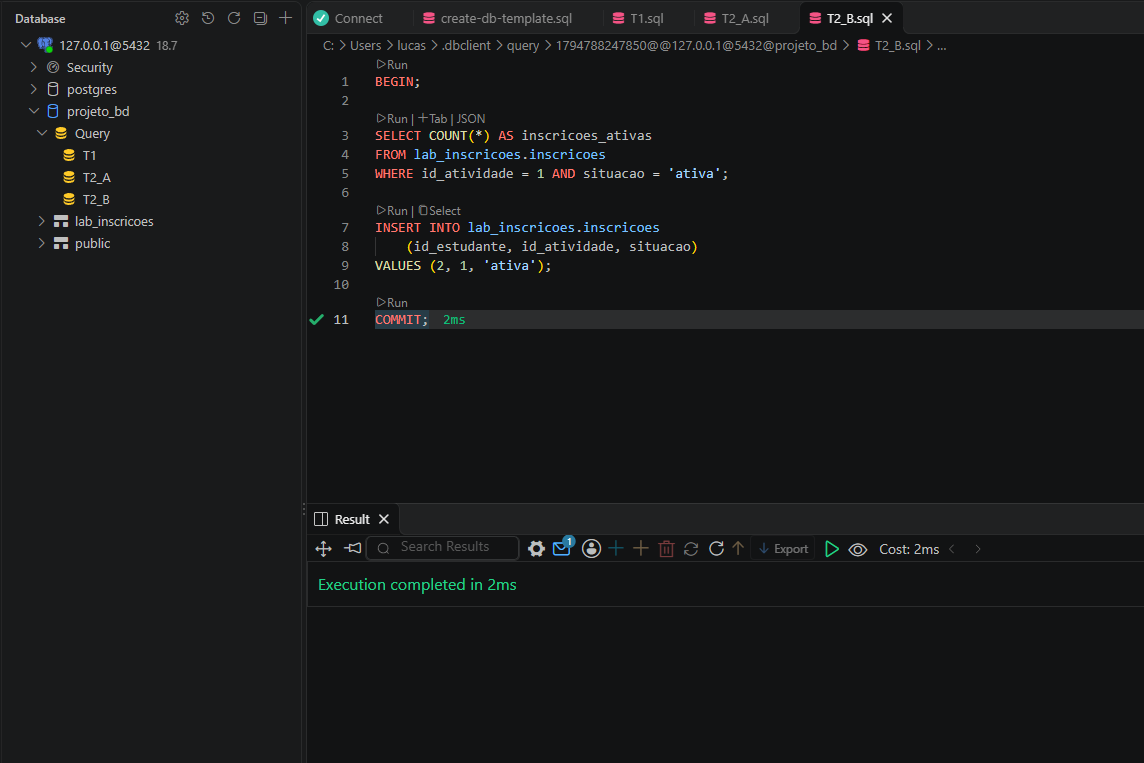 Database
127.0.0.1@5432 18.7
Security
postgres
projeto_bd
Query
T1
T2_A
T2_B
lab_inscricoes
public
Connect
create-db-template.sql
T1.sql
T2_A.sql
T2_B.sql
C: > Users > lucas > .dbclient > query > 1794788247850@@127.0.0.1@5432@projeto_bd > T2_B.sql > ...
Run
1 BEGIN;
2
Run | + Tab | JSON
3 SELECT COUNT(*) AS inscricoes_ativas
4 FROM lab_inscricoes.inscricoes
5 WHERE id_atividade = 1 AND situacao = 'ativa';
6
Run | Select
7 INSERT INTO lab_inscricoes.inscricoes
8 (id_estudante, id_atividade, situacao)
9 VALUES (2, 1, 'ativa');
10
Run
11 COMMIT; 2ms
Result
Search Results
1
Export
Cost: 2ms
Execution completed in 2ms